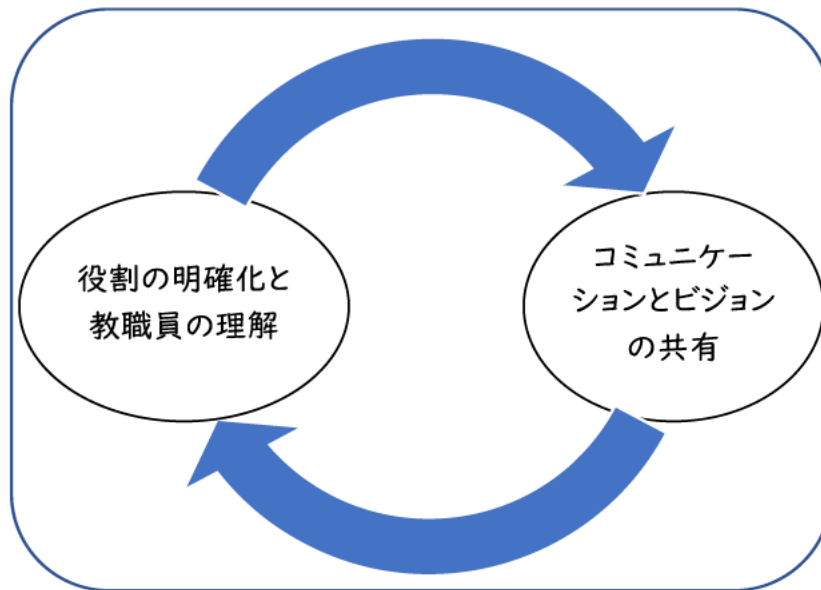 役割の明確化と
教職員の理解
コミュニケー
ションとビジョン
の共有